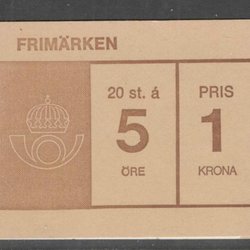 FRIMÄRKEN
20 st. á
5
ÖRE
PRIS
1
KRONA